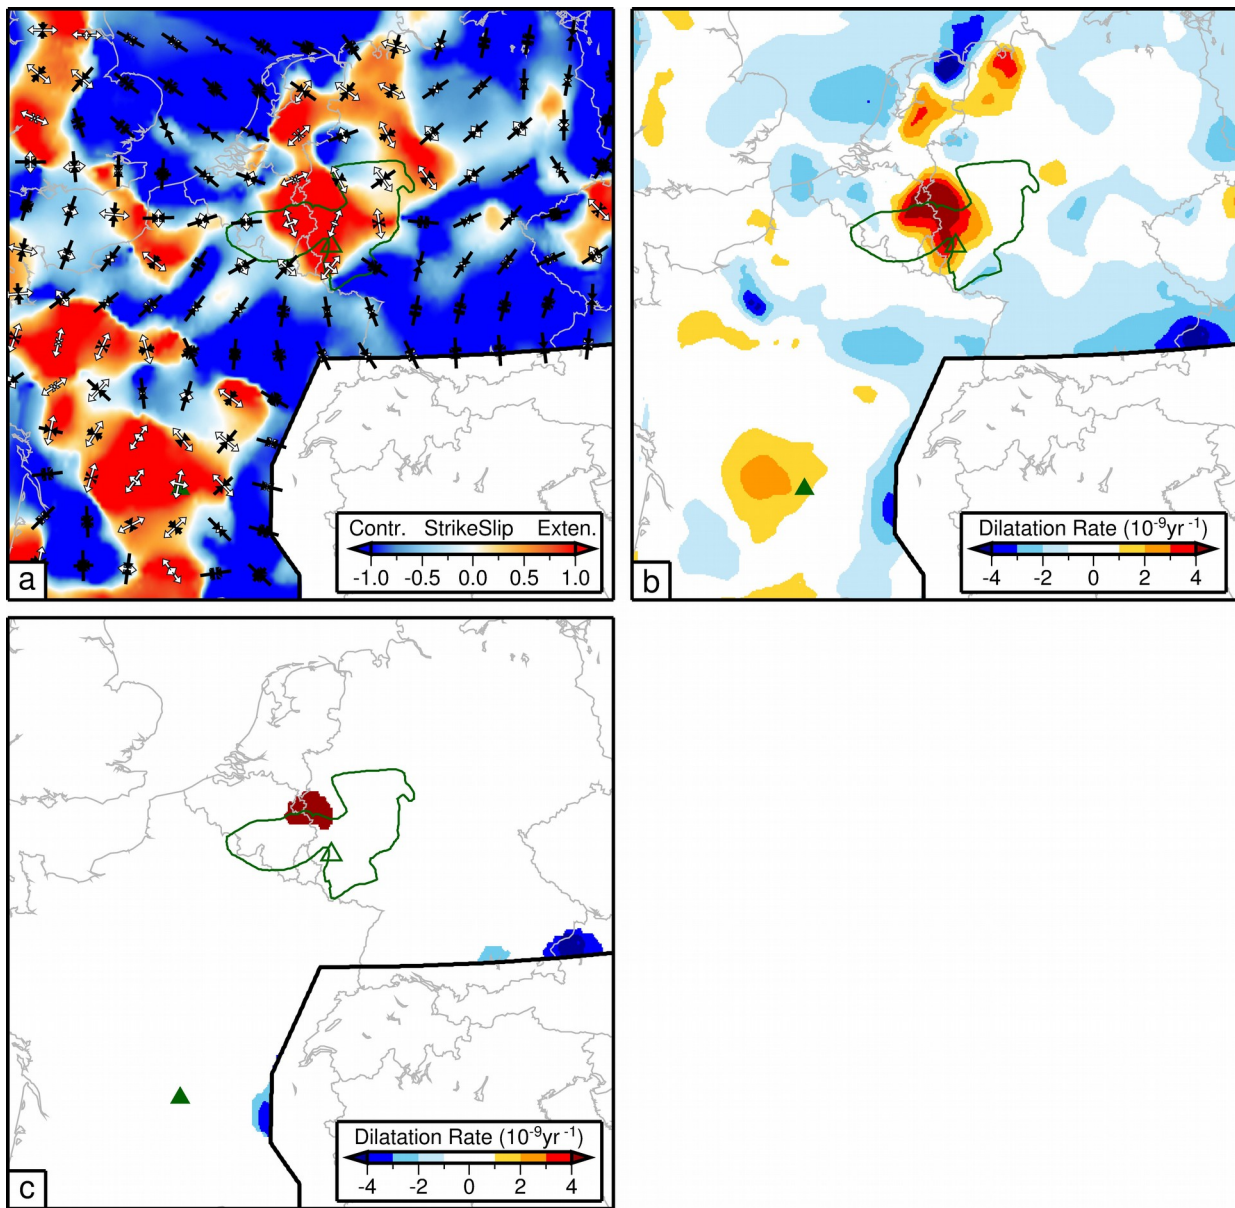 Contr. StrikeSlip Exten.
-1.0 -0.5 0.0 0.5 1.0
a
Dilatation Rate (10-9yr-1)
-4 -2 0 2 4
b
Dilatation Rate (10-9yr-1)
-4 -2 0 2 4
c